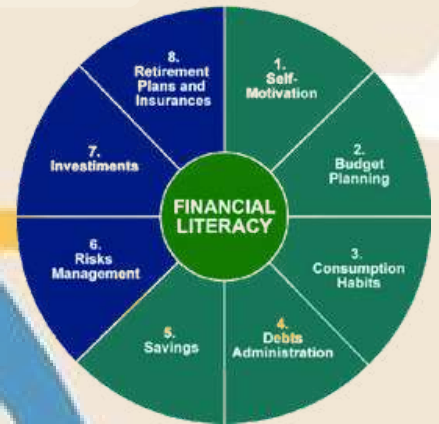 FINANCIAL
LITERACY
1.
Self-
Motivation
2.
Budget
Planning
3.
Consumption
Habits
4.
Debts
Administration
5.
Savings
6.
Risks
Management
7.
Investiments
8.
Retirement
Plans and
Insurances